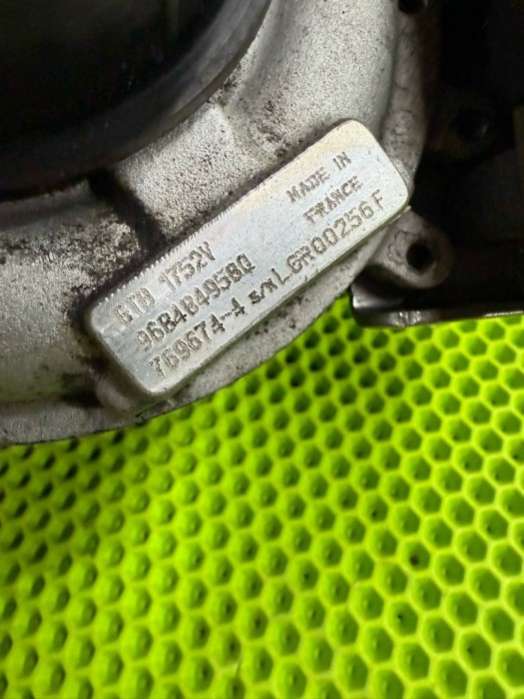 MADE IN
FRANCE
GTB 1752V
9684849580
769674-4 s/n LGR00256F